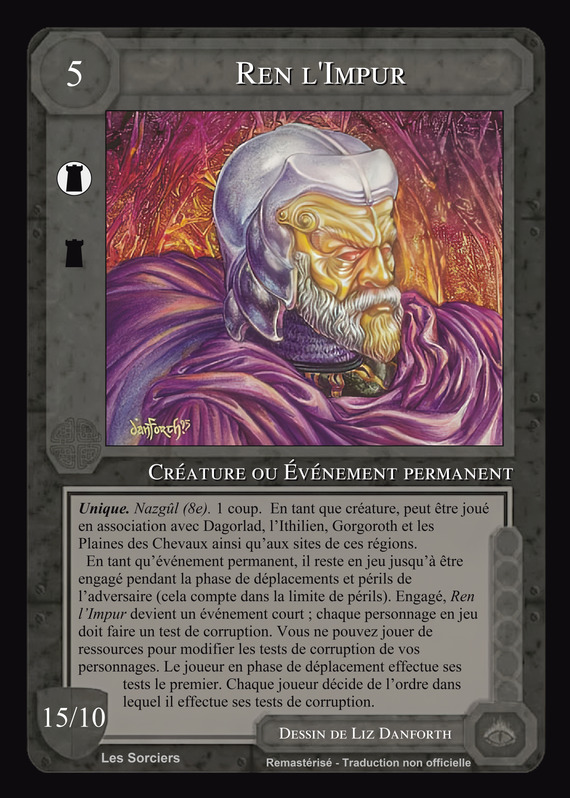 5
Ren l'Impur
danforth.95
Créature ou Événement permanent
Unique. Nazgûl (8e). 1 coup. En tant que créature, peut être joué
en association avec Dagorlad, l'Ithilien, Gorgoroth et les
Plaines des Chevaux ainsi qu'aux sites de ces régions.
En tant qu'événement permanent, il reste en jeu jusqu'à être
engagé pendant la phase de déplacements et périls de
l'adversaire (cela compte dans la limite de périls). Engagé, Ren
l'Impur devient un événement court ; chaque personnage en jeu
doit faire un test de corruption. Vous ne pouvez jouer de
ressources pour modifier les tests de corruption de vos
personnages. Le joueur en phase de déplacement effectue ses
tests le premier. Chaque joueur décide de l'ordre dans
lequel il effectue ses tests de corruption.
15/10
Dessin de Liz Danforth
Les Sorciers
Remastérisé - Traduction non officielle